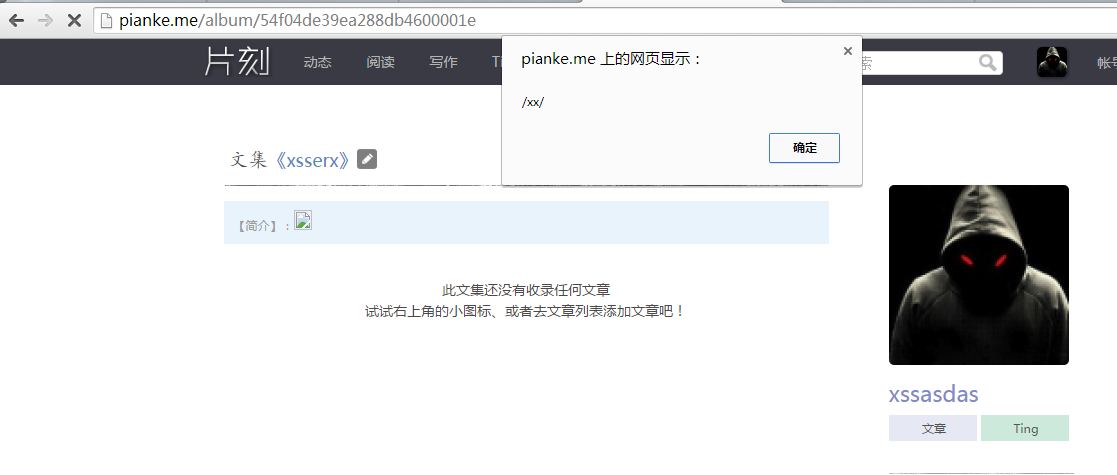 pianke.me/album/54f04de39ea288db4600001e
片刻 动态 阅读 写作 索 帐号
pianke.me 上的网页显示：
/xx/
确定
文集《xsserx》
【简介】：
此文集还没有收录任何文章
试试右上角的小图标、或者去文章列表添加文章吧！
xssasdas
文章 Ting